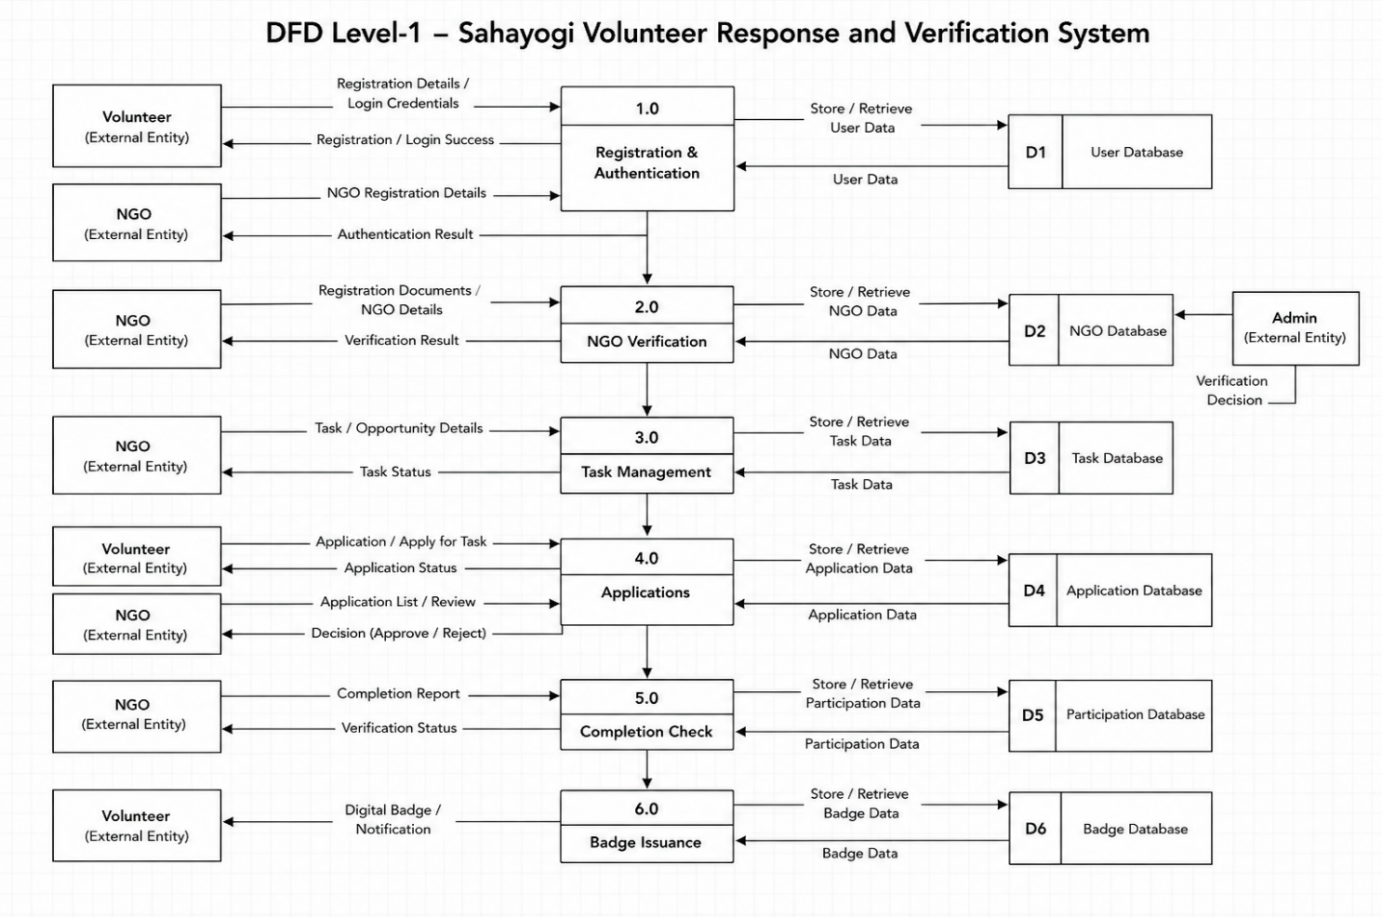 DFD Level-1 – Sahayogi Volunteer Response and Verification System
Volunteer
(External Entity)
Registration Details /
Login Credentials
Registration / Login Success
1.0
Registration &
Authentication
Store / Retrieve
User Data
User Data
D1
User Database
NGO
(External Entity)
NGO Registration Details
Authentication Result
NGO
(External Entity)
Registration Documents /
NGO Details
Verification Result
2.0
NGO Verification
Store / Retrieve
NGO Data
NGO Data
D2
NGO Database
Admin
(External Entity)
Verification
Decision
NGO
(External Entity)
Task / Opportunity Details
Task Status
3.0
Task Management
Store / Retrieve
Task Data
Task Data
D3
Task Database
Volunteer
(External Entity)
Application / Apply for Task
Application Status
4.0
Applications
Store / Retrieve
Application Data
Application Data
D4
Application Database
NGO
(External Entity)
Application List / Review
Decision (Approve / Reject)
NGO
(External Entity)
Completion Report
Verification Status
5.0
Completion Check
Store / Retrieve
Participation Data
Participation Data
D5
Participation Database
Volunteer
(External Entity)
Digital Badge /
Notification
6.0
Badge Issuance
Store / Retrieve
Badge Data
Badge Data
D6
Badge Database